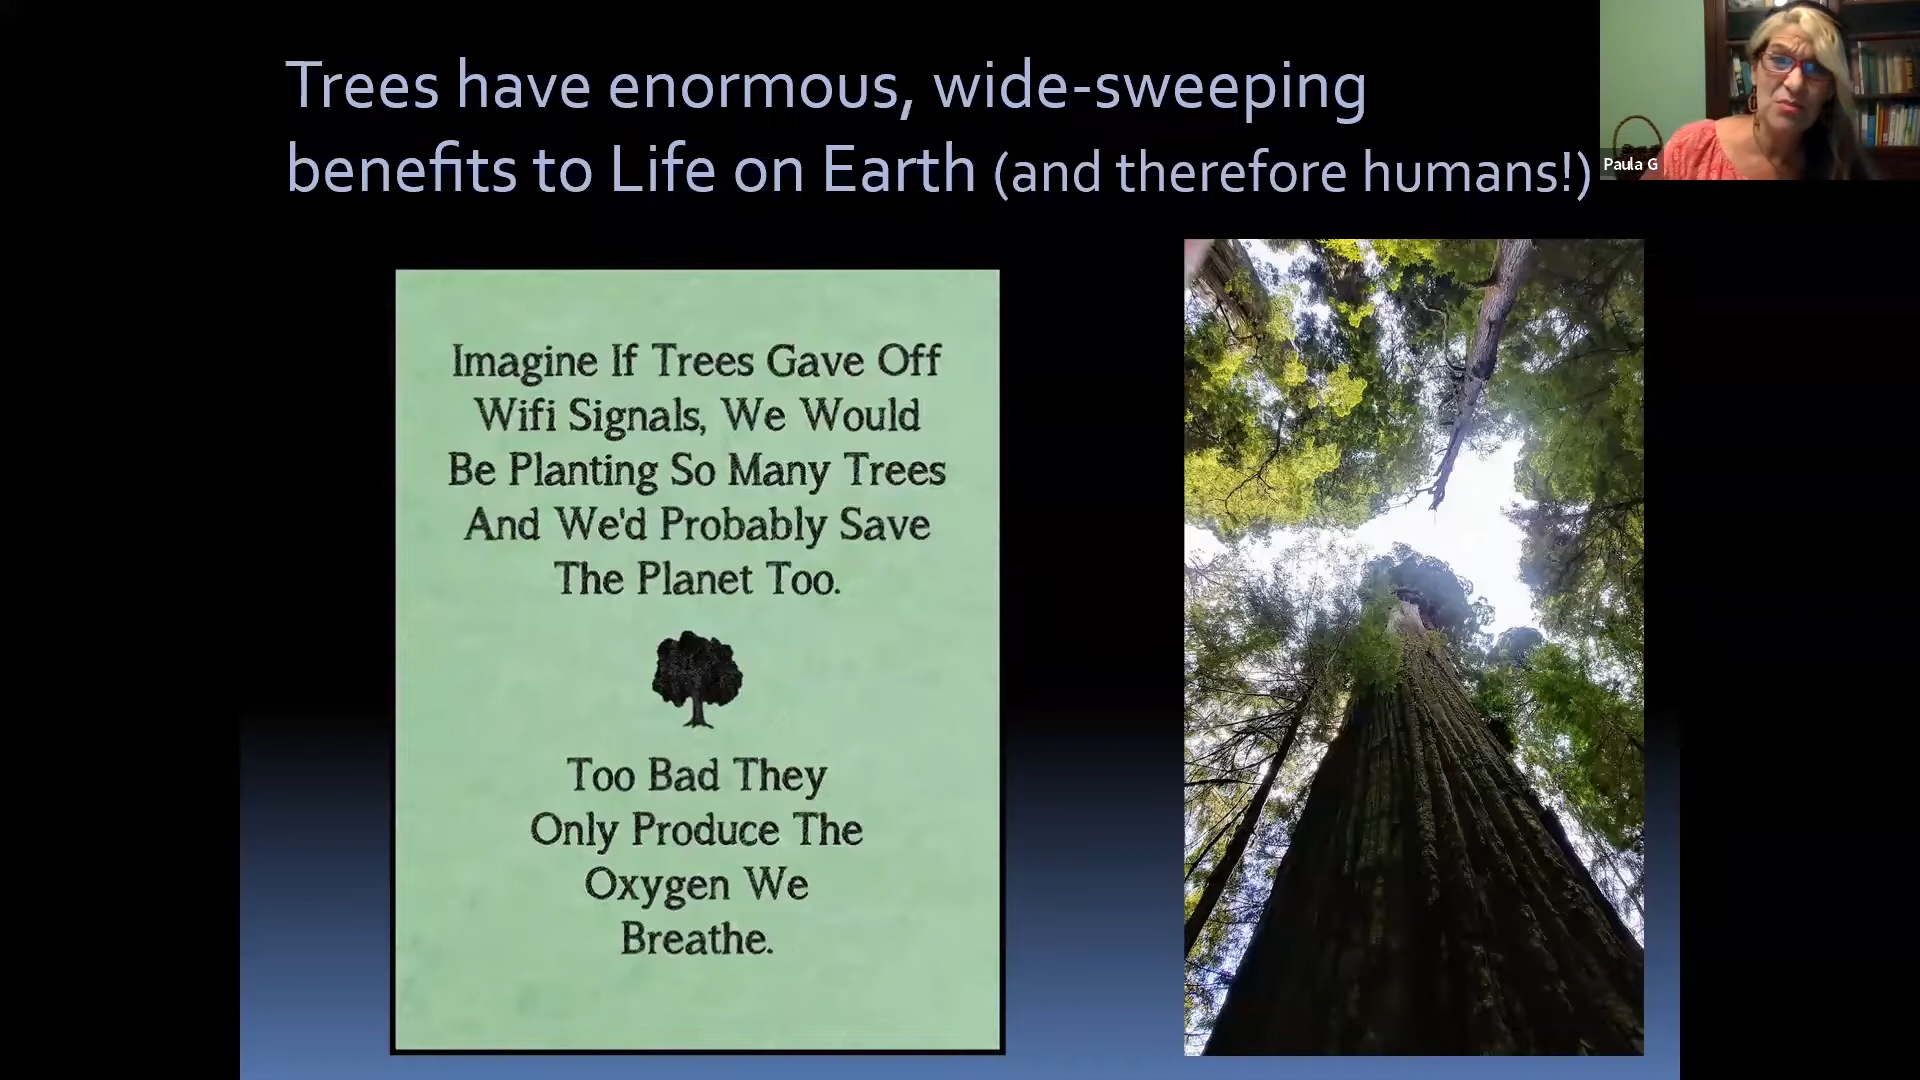 Trees have enormous, wide-sweeping
benefits to Life on Earth (and therefore humans!)
Paula G
Imagine If Trees Gave Off
Wifi Signals, We Would
Be Planting So Many Trees
And We'd Probably Save
The Planet Too.
Too Bad They
Only Produce The
Oxygen We
Breathe.